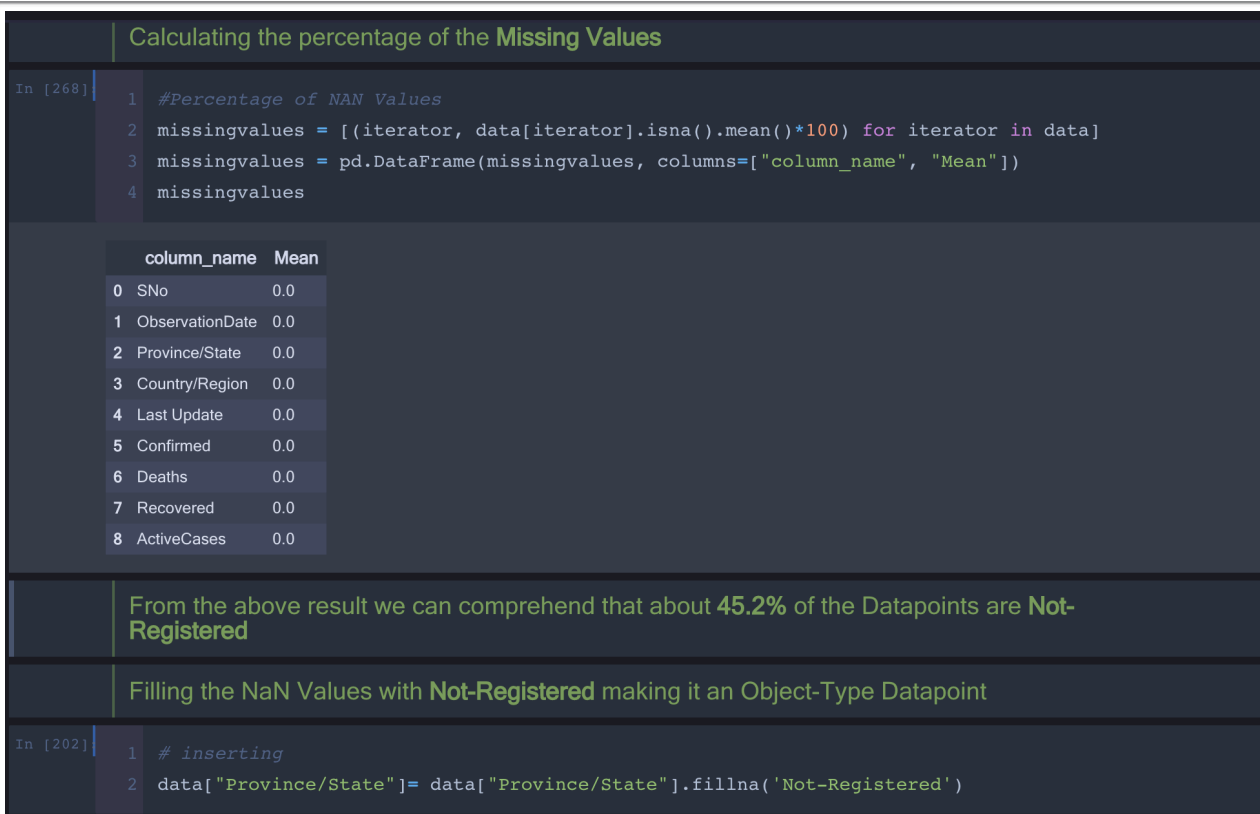 Calculating the percentage of the Missing Values
In [268]:
1 #Percentage of NAN Values
2 missingvalues = [(iterator, data[iterator].isna().mean()*100) for iterator in data]
3 missingvalues = pd.DataFrame(missingvalues, columns=["column_name", "Mean"])
4 missingvalues
column_name Mean
0 SNo 0.0
1 ObservationDate 0.0
2 Province/State 0.0
3 Country/Region 0.0
4 Last Update 0.0
5 Confirmed 0.0
6 Deaths 0.0
7 Recovered 0.0
8 ActiveCases 0.0
From the above result we can comprehend that about 45.2% of the Datapoints are Not-
Registered
Filling the NaN Values with Not-Registered making it an Object-Type Datapoint
In [202]:
1 # inserting
2 data["Province/State"]= data["Province/State"].fillna('Not-Registered')